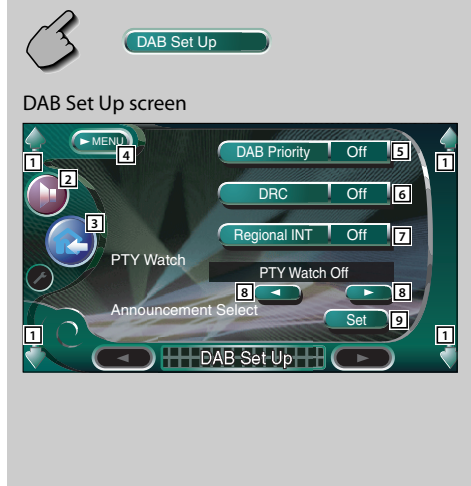 DAB Set Up
DAB Set Up screen
1
►MENU
4
DAB Priority Off 5
1
2
DRC Off 6
3
Regional INT Off 7
PTY Watch
PTY Watch Off
8 ◄ ► 8
Announcement Select
Set 9
1
1
◄ DAB Set Up ►